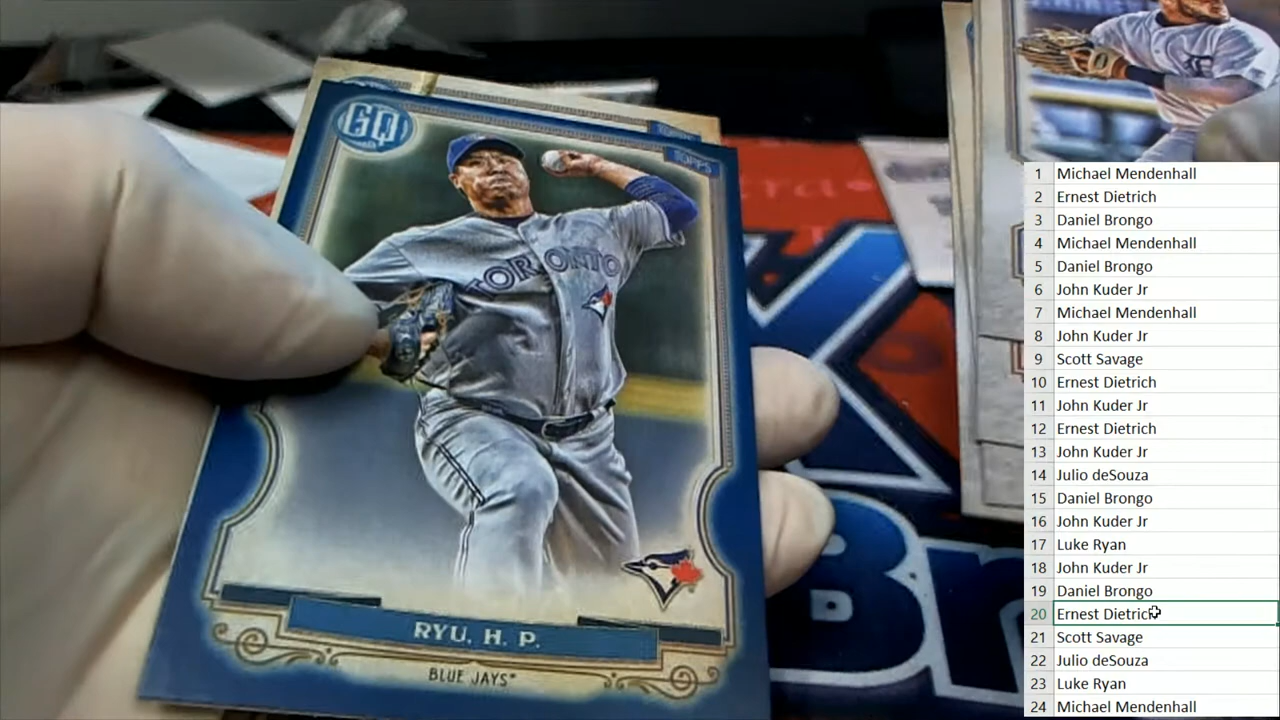 GQ
TOPPS
TOPPS
TORONTO
RYU, H. P.
BLUE JAYS
1 Michael Mendenhall
2 Ernest Dietrich
3 Daniel Brongo
4 Michael Mendenhall
5 Daniel Brongo
6 John Kuder Jr
7 Michael Mendenhall
8 John Kuder Jr
9 Scott Savage
10 Ernest Dietrich
11 John Kuder Jr
12 Ernest Dietrich
13 John Kuder Jr
14 Julio deSouza
15 Daniel Brongo
16 John Kuder Jr
17 Luke Ryan
18 John Kuder Jr
19 Daniel Brongo
20 Ernest Dietrich
21 Scott Savage
22 Julio deSouza
23 Luke Ryan
24 Michael Mendenhall